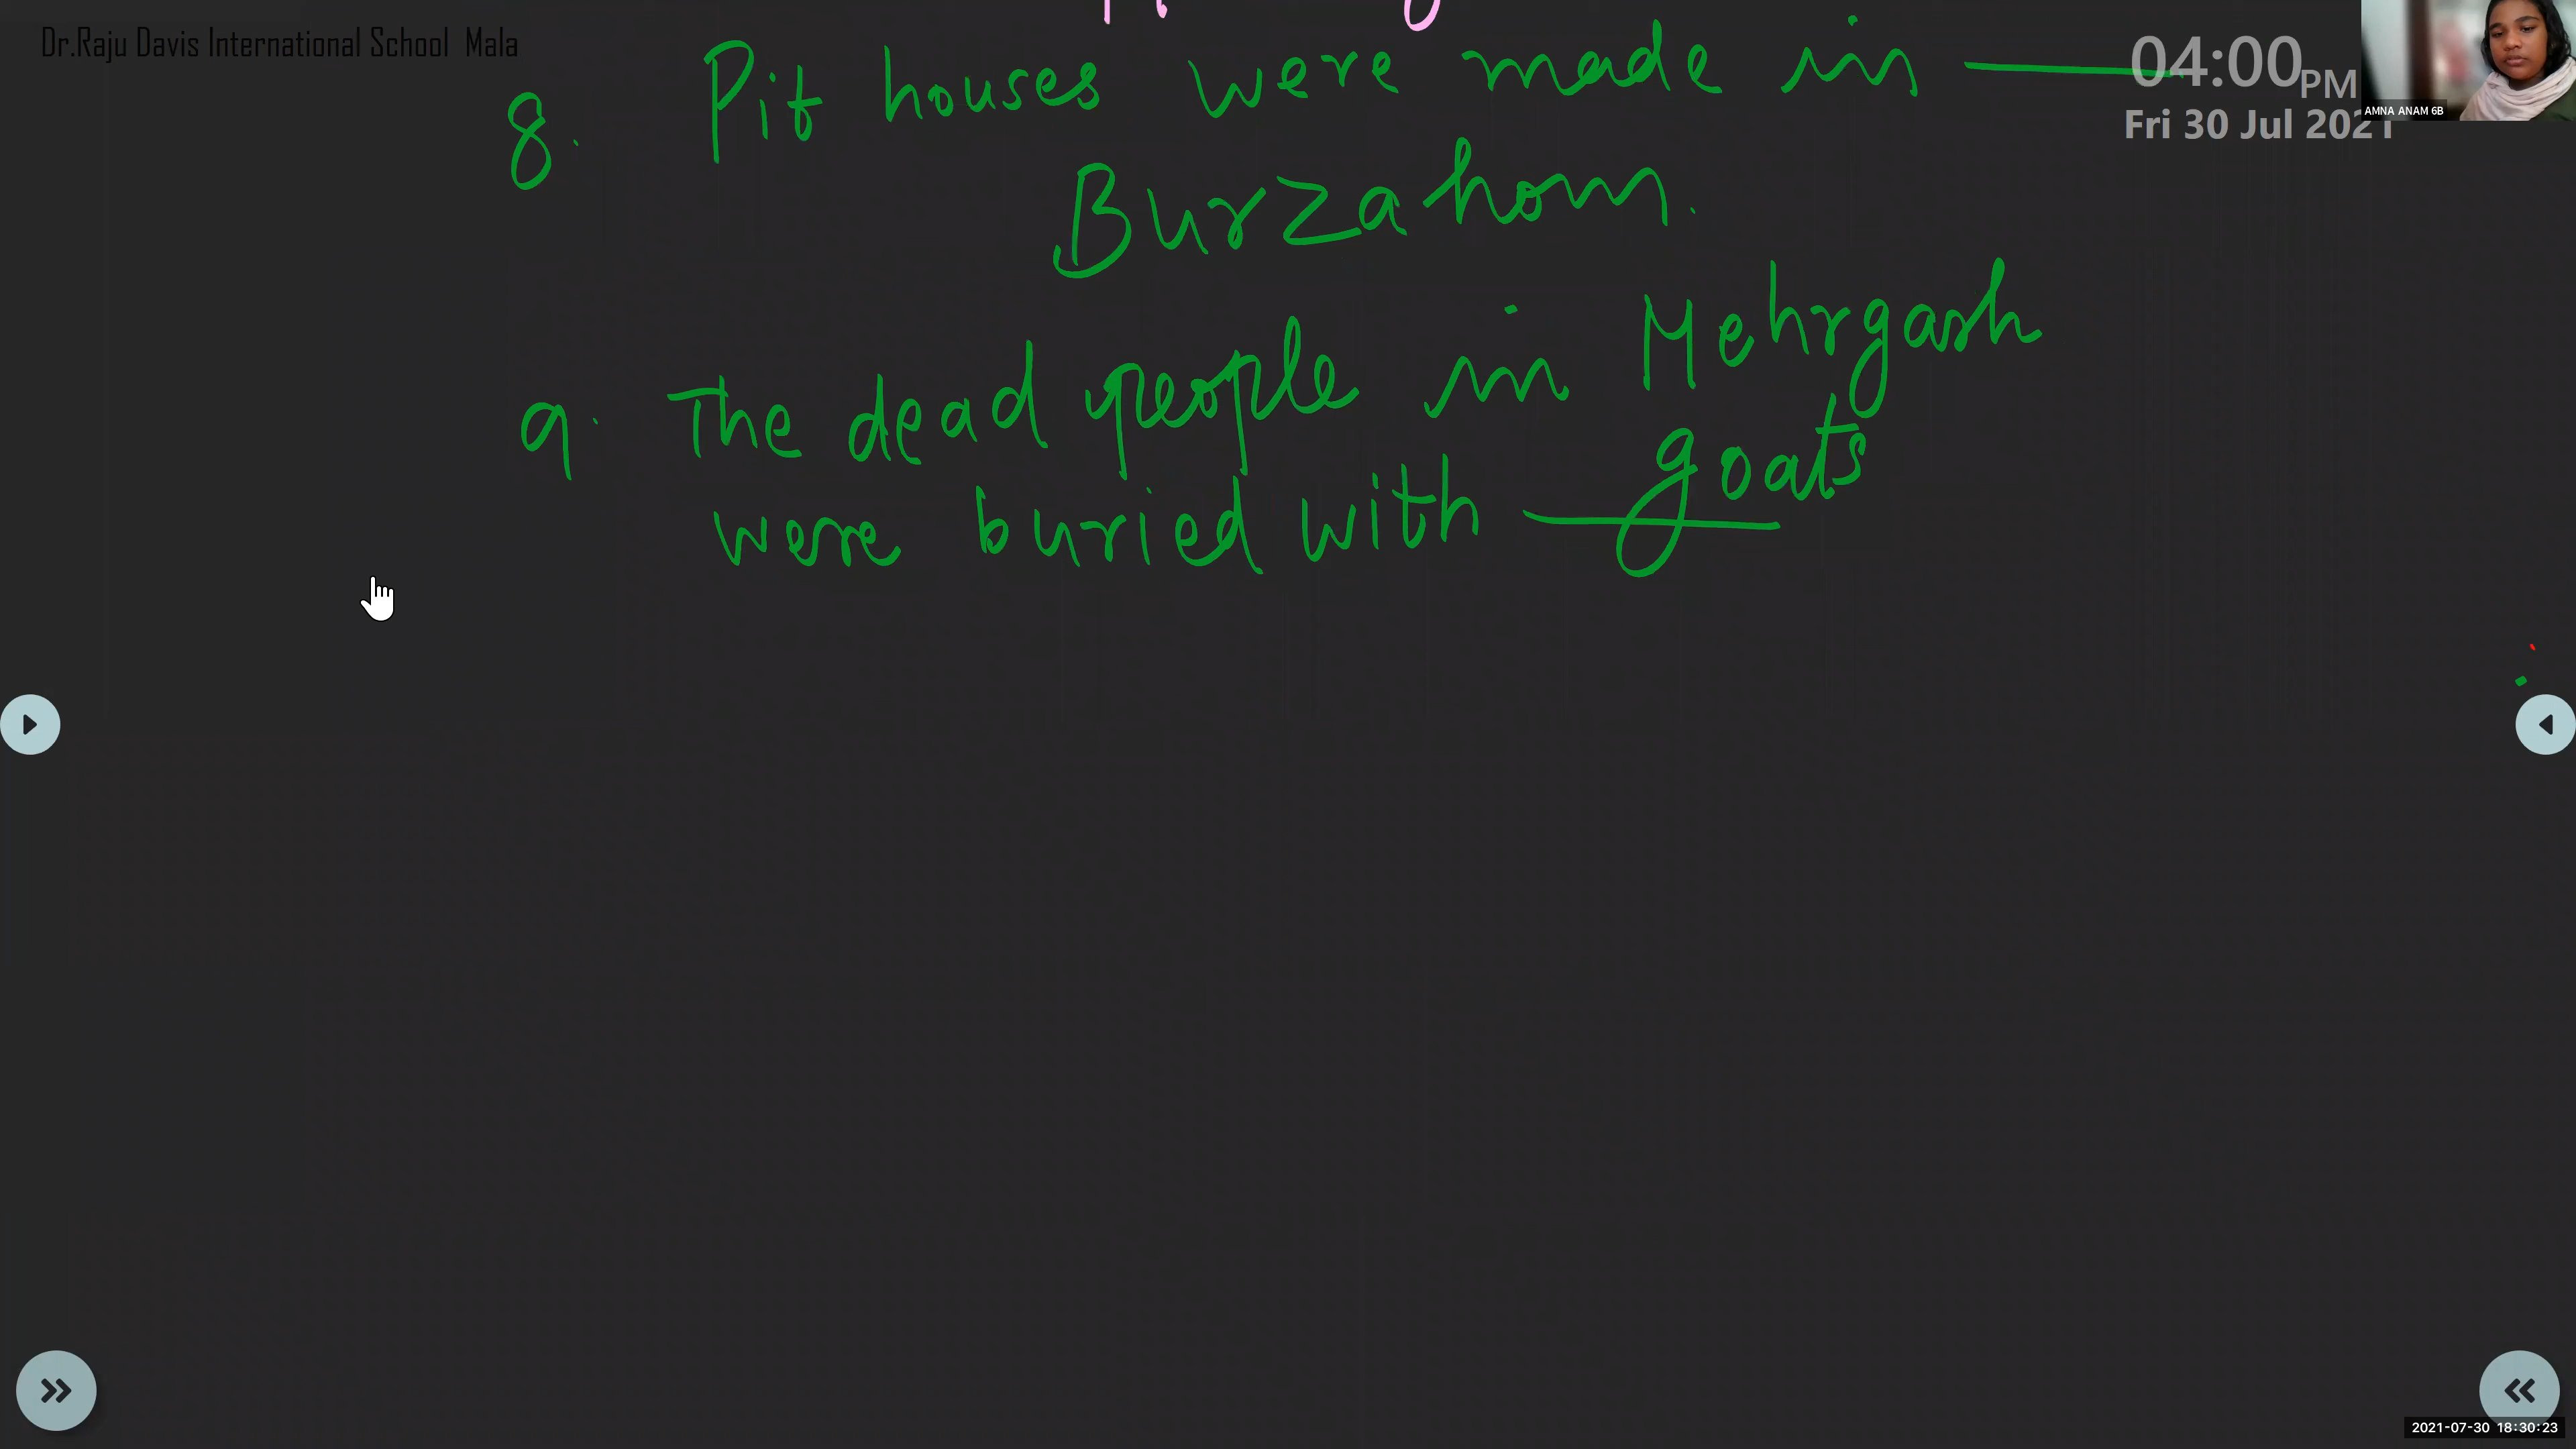 Dr.Raju Davis International School Mala
04:00PM
Fri 30 Jul 2021
AMNA ANAM 6B
8. Pit houses were made in
Burzahom.
9. The dead people in Mehrgarh
were buried with goats
2021-07-30 18:30:23